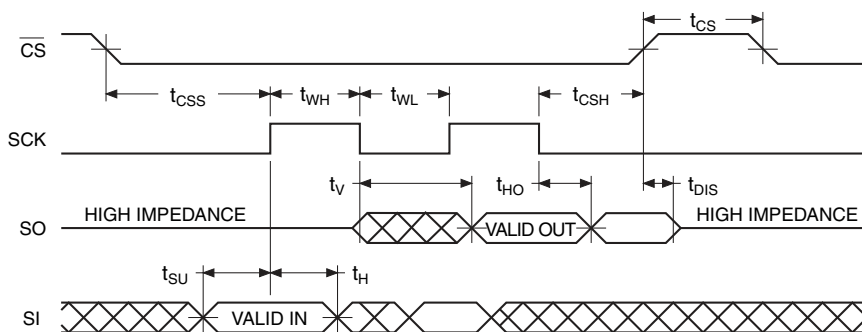 CS
tCS
tCSS
tWH
tWL
tCSH
SCK
tV
tHO
tDIS
SO
HIGH IMPEDANCE
VALID OUT
HIGH IMPEDANCE
tSU
tH
SI
VALID IN